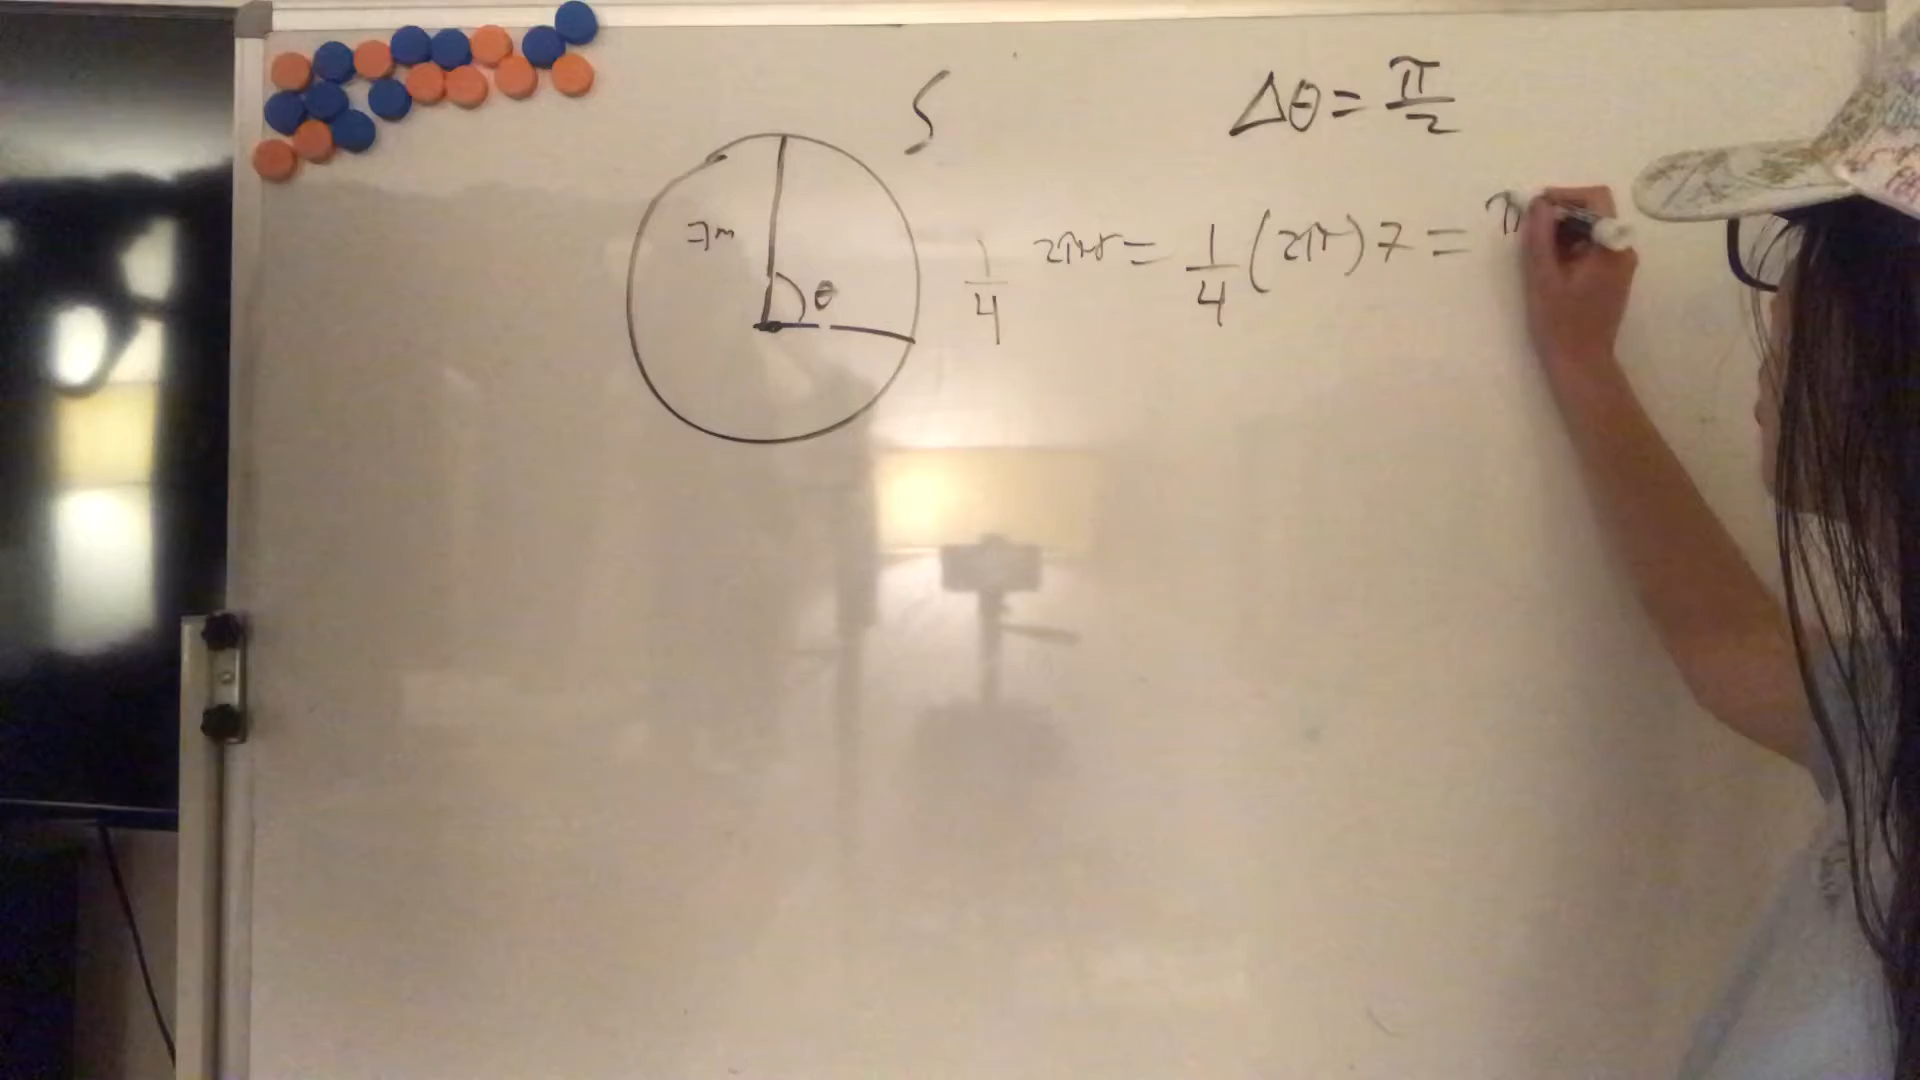 S
Δθ = π/2
7m
θ
1/4 2πr = 1/4 (2π) 7 = π